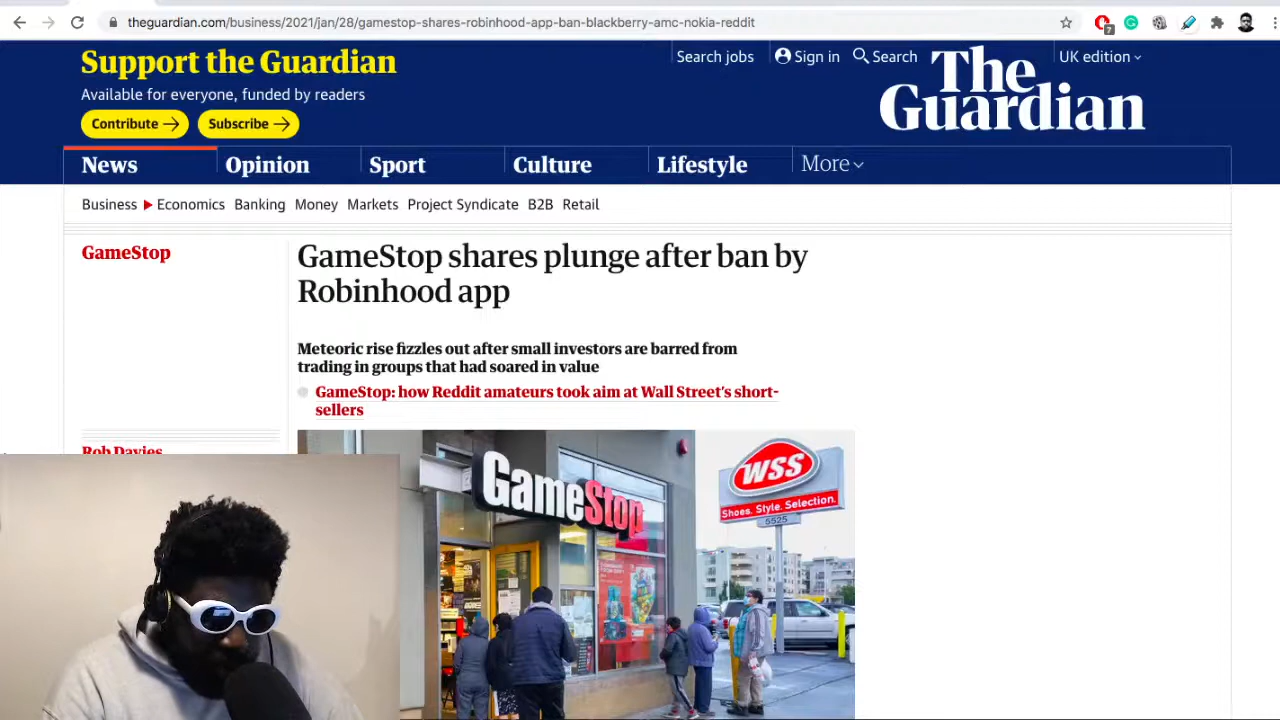 theguardian.com/business/2021/jan/28/gamestop-shares-robinhood-app-ban-blackberry-amc-nokia-reddit
7
Support the Guardian
Available for everyone, funded by readers
Contribute → Subscribe →
Search jobs Sign in Search UK edition
The
Guardian
News Opinion Sport Culture Lifestyle More
Business Economics Banking Money Markets Project Syndicate B2B Retail
GameStop
GameStop shares plunge after ban by
Robinhood app
Meteoric rise fizzles out after small investors are barred from
trading in groups that had soared in value
GameStop: how Reddit amateurs took aim at Wall Street's short-
sellers
Rob Davies
GameStop
WSS
Shoes. Style. Selection.
5525